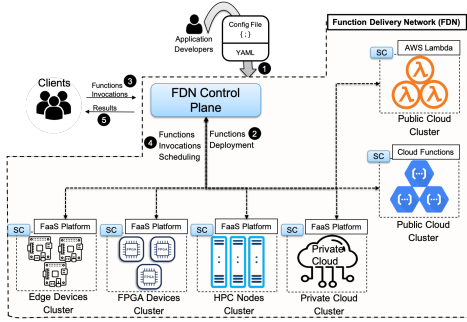 Config File
{ ; }
YAML
Application
Developers
1
Function Delivery Network (FDN)
Clients
3
Functions
Invocations
Results
5
FDN Control
Plane
4
Functions
Invocations
Scheduling
Functions
Deployment
2
SC
AWS Lambda
λ
λ
λ
Public Cloud
Cluster
SC
Cloud Functions
(···)
(···)
(···)
Public Cloud
Cluster
SC
FaaS Platform
Edge Devices
Cluster
SC
FaaS Platform
FPGA
FPGA
FPGA
FPGA Devices
Cluster
SC
FaaS Platform
HPC Nodes
Cluster
SC
FaaS Platform
Private
Cloud
Private Cloud
Cluster